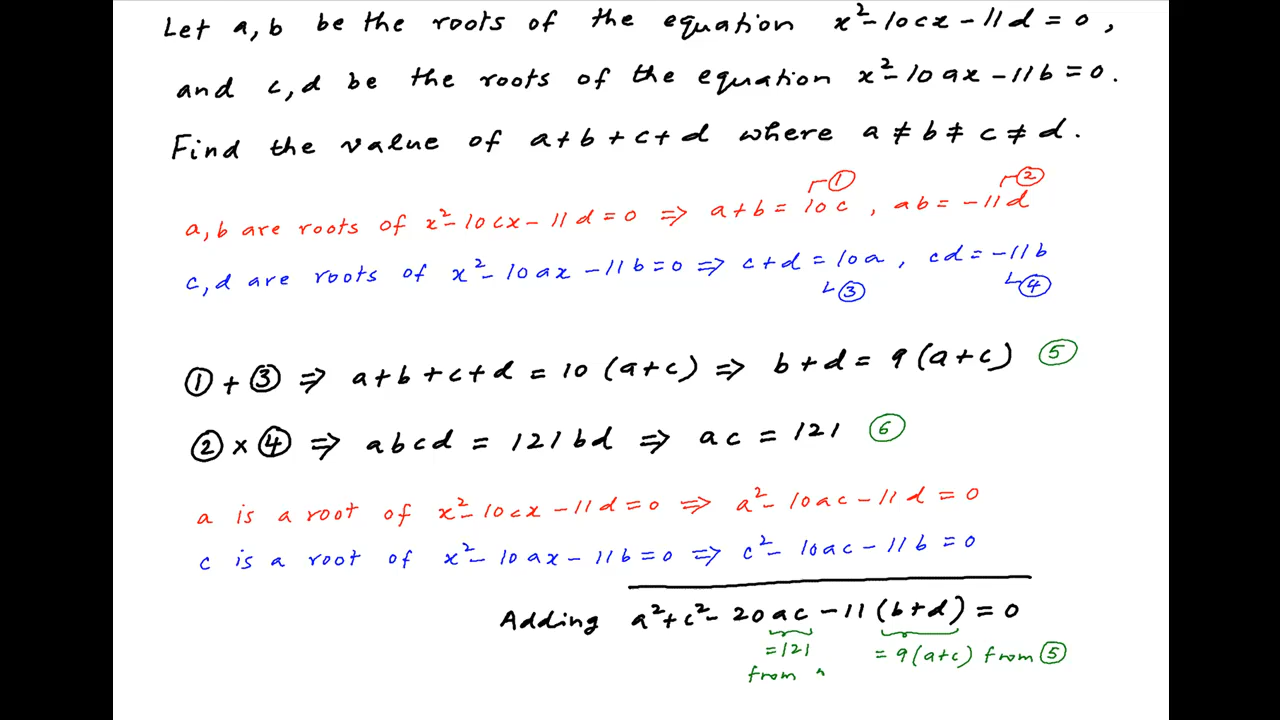 Let a, b be the roots of the equation x² - 10cx - 11d = 0 ,
and c, d be the roots of the equation x² - 10ax - 11b = 0.
Find the value of a + b + c + d where a ≠ b ≠ c ≠ d.
a, b are roots of x² - 10cx - 11d = 0 ⇒ a + b = 10c ①, ab = -11d ②
c, d are roots of x² - 10ax - 11b = 0 ⇒ c + d = 10a ③, cd = -11b ④
① + ③ ⇒ a + b + c + d = 10 (a + c) ⇒ b + d = 9 (a + c) ⑤
② × ④ ⇒ abcd = 121 bd ⇒ ac = 121 ⑥
a is a root of x² - 10cx - 11d = 0 ⇒ a² - 10ac - 11d = 0
c is a root of x² - 10ax - 11b = 0 ⇒ c² - 10ac - 11b = 0
Adding a² + c² - 20ac - 11 (b + d) = 0
= 121 = 9 (a + c) from ⑤
from